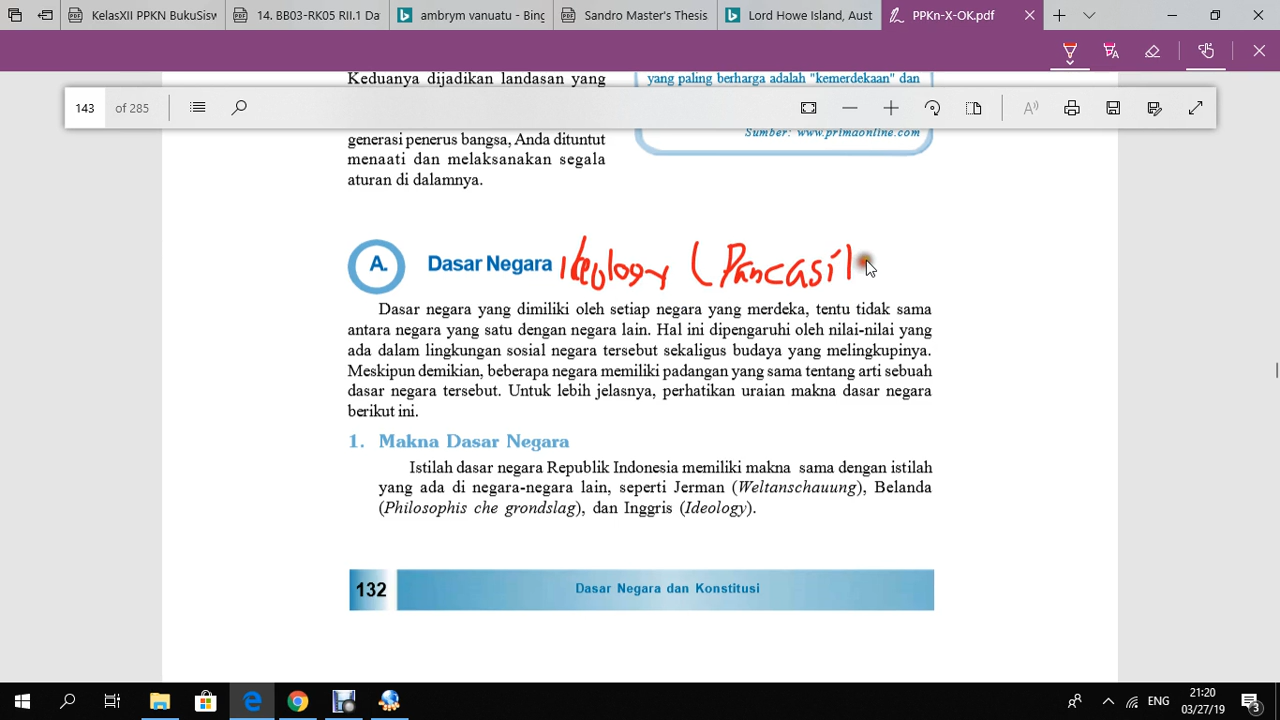 KelasXII PPKN BukuSisw
14. BB03-RK05 RII.1 Da
ambrym vanuatu - Bing
Sandro Master's Thesis
Lord Howe Island, Aust
PPKn-X-OK.pdf
143 of 285
Keduanya dijadikan landasan yang
generasi penerus bangsa, Anda dituntut
menaati dan melaksanakan segala
aturan di dalamnya.
yang paling berharga adalah "kemerdekaan" dan
Sumber: www.primaonline.com
A. Dasar Negara Ideology (Pancasil
Dasar negara yang dimiliki oleh setiap negara yang merdeka, tentu tidak sama
antara negara yang satu dengan negara lain. Hal ini dipengaruhi oleh nilai-nilai yang
ada dalam lingkungan sosial negara tersebut sekaligus budaya yang melingkupinya.
Meskipun demikian, beberapa negara memiliki padangan yang sama tentang arti sebuah
dasar negara tersebut. Untuk lebih jelasnya, perhatikan uraian makna dasar negara
berikut ini.
1. Makna Dasar Negara
Istilah dasar negara Republik Indonesia memiliki makna sama dengan istilah
yang ada di negara-negara lain, seperti Jerman (Weltanschauung), Belanda
(Philosophis che grondslag), dan Inggris (Ideology).
132 Dasar Negara dan Konstitusi
ENG
21:20
03/27/19
3